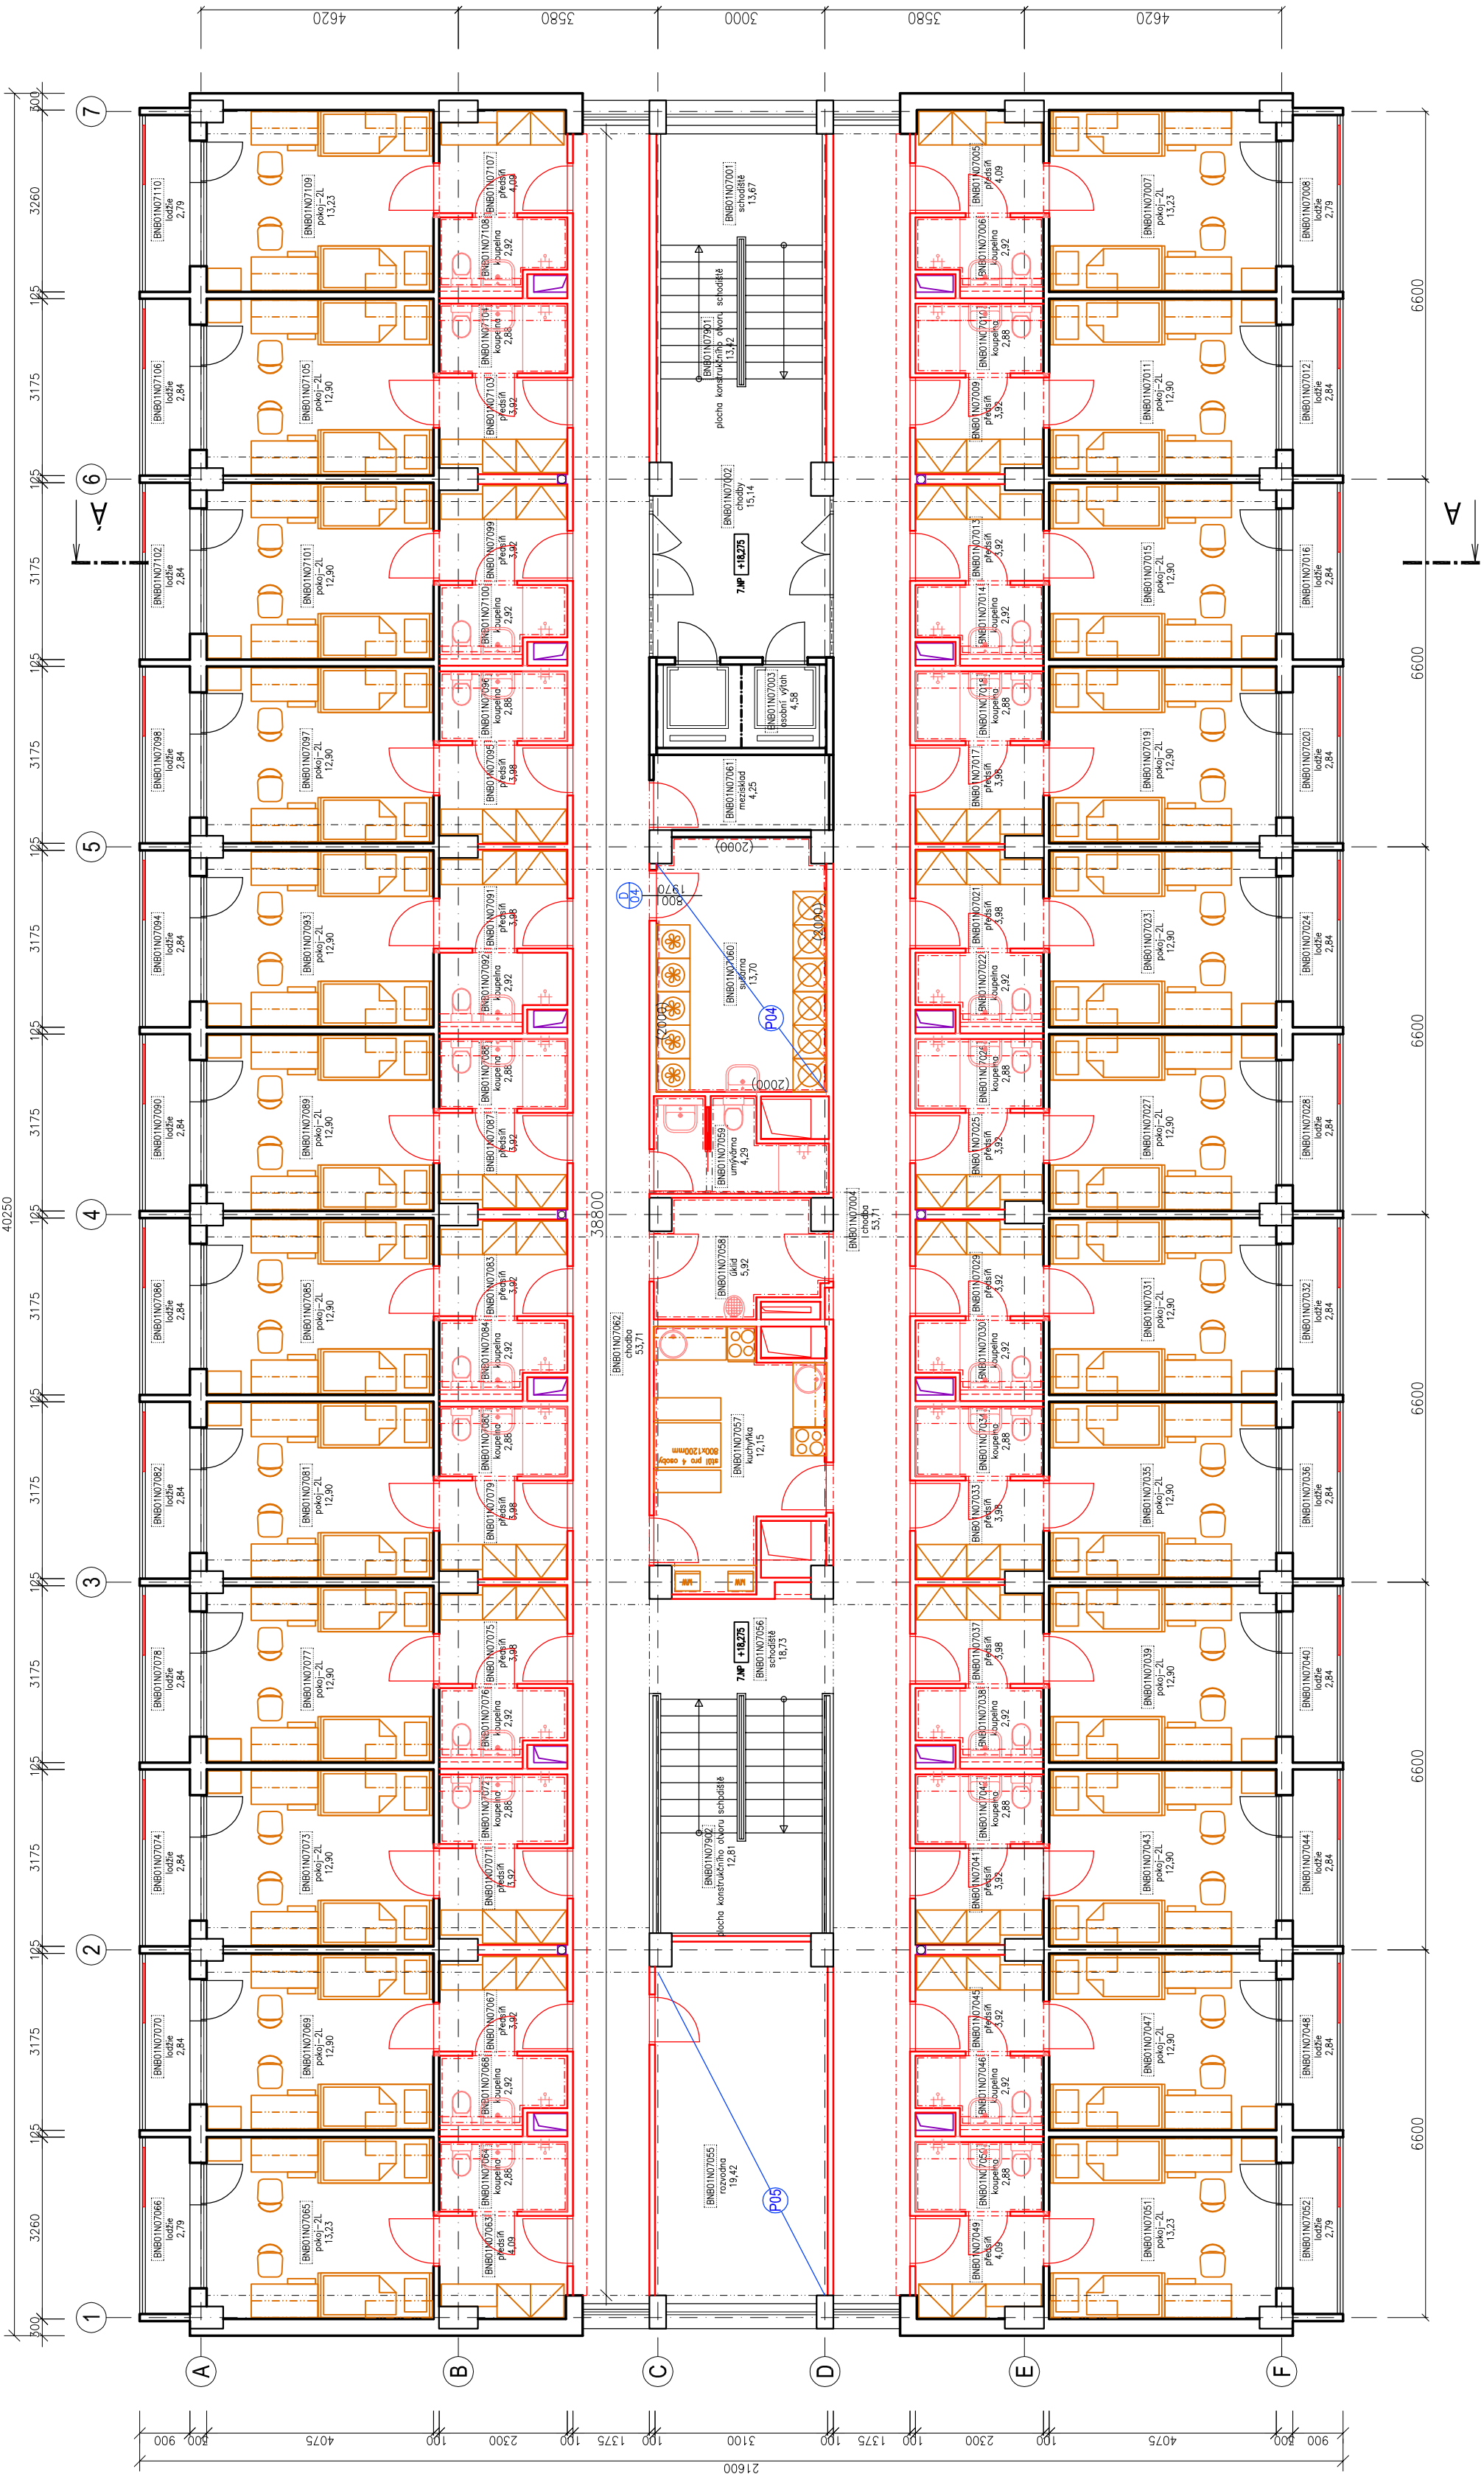 4620
3580
3000
3580
4620
40250
300
3260
125
3175
125
3175
125
3175
125
3175
125
3175
125
3175
125
3175
125
3175
125
3175
125
3260
300
7
6
5
4
3
2
1
Á
A
BNB01N07110
lodžie
2,79
BNB01N07106
lodžie
2,84
BNB01N07102
lodžie
2,84
BNB01N07098
lodžie
2,84
BNB01N07094
lodžie
2,84
BNB01N07090
lodžie
2,84
BNB01N07086
lodžie
2,84
BNB01N07082
lodžie
2,84
BNB01N07078
lodžie
2,84
BNB01N07074
lodžie
2,84
BNB01N07070
lodžie
2,84
BNB01N07066
lodžie
2,79
BNB01N07109
pokoj-2L
13,23
BNB01N07105
pokoj-2L
12,90
BNB01N07101
pokoj-2L
12,90
BNB01N07097
pokoj-2L
12,90
BNB01N07093
pokoj-2L
12,90
BNB01N07089
pokoj-2L
12,90
BNB01N07085
pokoj-2L
12,90
BNB01N07081
pokoj-2L
12,90
BNB01N07077
pokoj-2L
12,90
BNB01N07073
pokoj-2L
12,90
BNB01N07069
pokoj-2L
12,90
BNB01N07065
pokoj-2L
13,23
BNB01N07107
předsíň
4,09
BNB01N07108
koupelna
2,92
BNB01N07104
koupelna
2,88
BNB01N07103
předsíň
3,92
BNB01N07099
předsíň
3,92
BNB01N07100
koupelna
2,92
BNB01N07096
koupelna
2,88
BNB01N07095
předsíň
3,98
BNB01N07091
předsíň
3,98
BNB01N07092
koupelna
2,92
BNB01N07088
koupelna
2,88
BNB01N07087
předsíň
3,92
BNB01N07083
předsíň
3,92
BNB01N07084
koupelna
2,92
BNB01N07080
koupelna
2,88
BNB01N07079
předsíň
3,98
BNB01N07075
předsíň
3,98
BNB01N07076
koupelna
2,92
BNB01N07072
koupelna
2,88
BNB01N07071
předsíň
3,92
BNB01N07067
předsíň
3,92
BNB01N07068
koupelna
2,92
BNB01N07064
koupelna
2,88
BNB01N07063
předsíň
4,09
38800
BNB01N07062
chodba
53,71
BNB01N07001
schodiště
13,67
BNB01N07901
plocha konstrukčního otvoru schodiště
13,42
BNB01N07002
chodby
15,14
7.NP +18,275
BNB01N07003
osobní výtah
4,58
BNB01N07061
mezisklad
4,25
D
04
800
1970
(2000)
(2000)
(2000)
(2000)
BNB01N07060
sušárna
13,70
P04
BNB01N07059
umývárna
4,29
BNB01N07058
úklid
5,92
BNB01N07004
chodba
53,71
BNB01N07057
kuchyňka
12,15
stůl pro 4 osoby
800x1200mm
MW
MW
7.NP +18,275
BNB01N07056
schodiště
18,73
BNB01N07902
plocha konstrukčního otvoru schodiště
12,81
BNB01N07055
rozvodna
19,42
P05
BNB01N07005
předsíň
4,09
BNB01N07006
koupelna
2,92
BNB01N07010
koupelna
2,88
BNB01N07009
předsíň
3,92
BNB01N07013
předsíň
3,92
BNB01N07014
koupelna
2,92
BNB01N07018
koupelna
2,88
BNB01N07017
předsíň
3,98
BNB01N07021
předsíň
3,98
BNB01N07022
koupelna
2,92
BNB01N07026
koupelna
2,88
BNB01N07025
předsíň
3,92
BNB01N07029
předsíň
3,92
BNB01N07030
koupelna
2,92
BNB01N07034
koupelna
2,88
BNB01N07033
předsíň
3,98
BNB01N07037
předsíň
3,98
BNB01N07038
koupelna
2,92
BNB01N07042
koupelna
2,88
BNB01N07041
předsíň
3,92
BNB01N07045
předsíň
3,92
BNB01N07046
koupelna
2,92
BNB01N07050
koupelna
2,88
BNB01N07049
předsíň
4,09
BNB01N07007
pokoj-2L
13,23
BNB01N07011
pokoj-2L
12,90
BNB01N07015
pokoj-2L
12,90
BNB01N07019
pokoj-2L
12,90
BNB01N07023
pokoj-2L
12,90
BNB01N07027
pokoj-2L
12,90
BNB01N07031
pokoj-2L
12,90
BNB01N07035
pokoj-2L
12,90
BNB01N07039
pokoj-2L
12,90
BNB01N07043
pokoj-2L
12,90
BNB01N07047
pokoj-2L
12,90
BNB01N07051
pokoj-2L
13,23
BNB01N07008
lodžie
2,79
BNB01N07012
lodžie
2,84
BNB01N07016
lodžie
2,84
BNB01N07020
lodžie
2,84
BNB01N07024
lodžie
2,84
BNB01N07028
lodžie
2,84
BNB01N07032
lodžie
2,84
BNB01N07036
lodžie
2,84
BNB01N07040
lodžie
2,84
BNB01N07044
lodžie
2,84
BNB01N07048
lodžie
2,84
BNB01N07052
lodžie
2,79
6600
6600
6600
6600
6600
6600
A
B
C
D
E
F
900
300
4075
100
2300
100
1375
100
3100
100
1375
100
2300
100
4075
300
900
21600